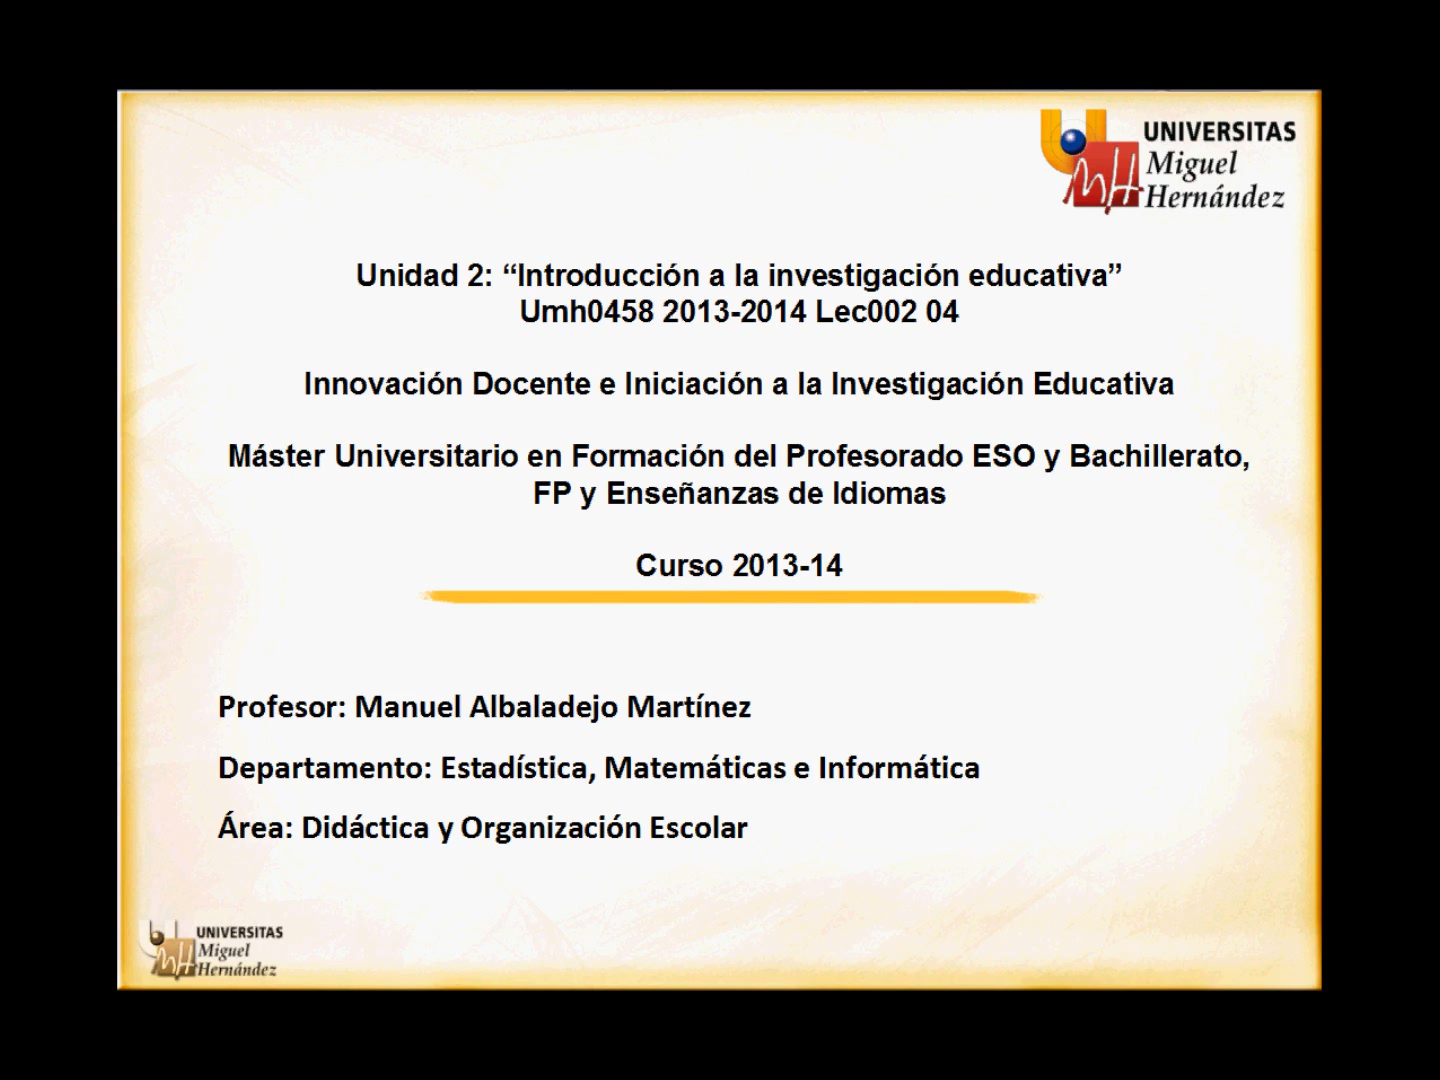 UNIVERSITAS
Miguel
Hernández
Unidad 2: “Introducción a la investigación educativa”
Umh0458 2013-2014 Lec002 04
Innovación Docente e Iniciación a la Investigación Educativa
Máster Universitario en Formación del Profesorado ESO y Bachillerato,
FP y Enseñanzas de Idiomas
Curso 2013-14
Profesor: Manuel Albaladejo Martínez
Departamento: Estadística, Matemáticas e Informática
Área: Didáctica y Organización Escolar
UNIVERSITAS
Miguel
Hernández